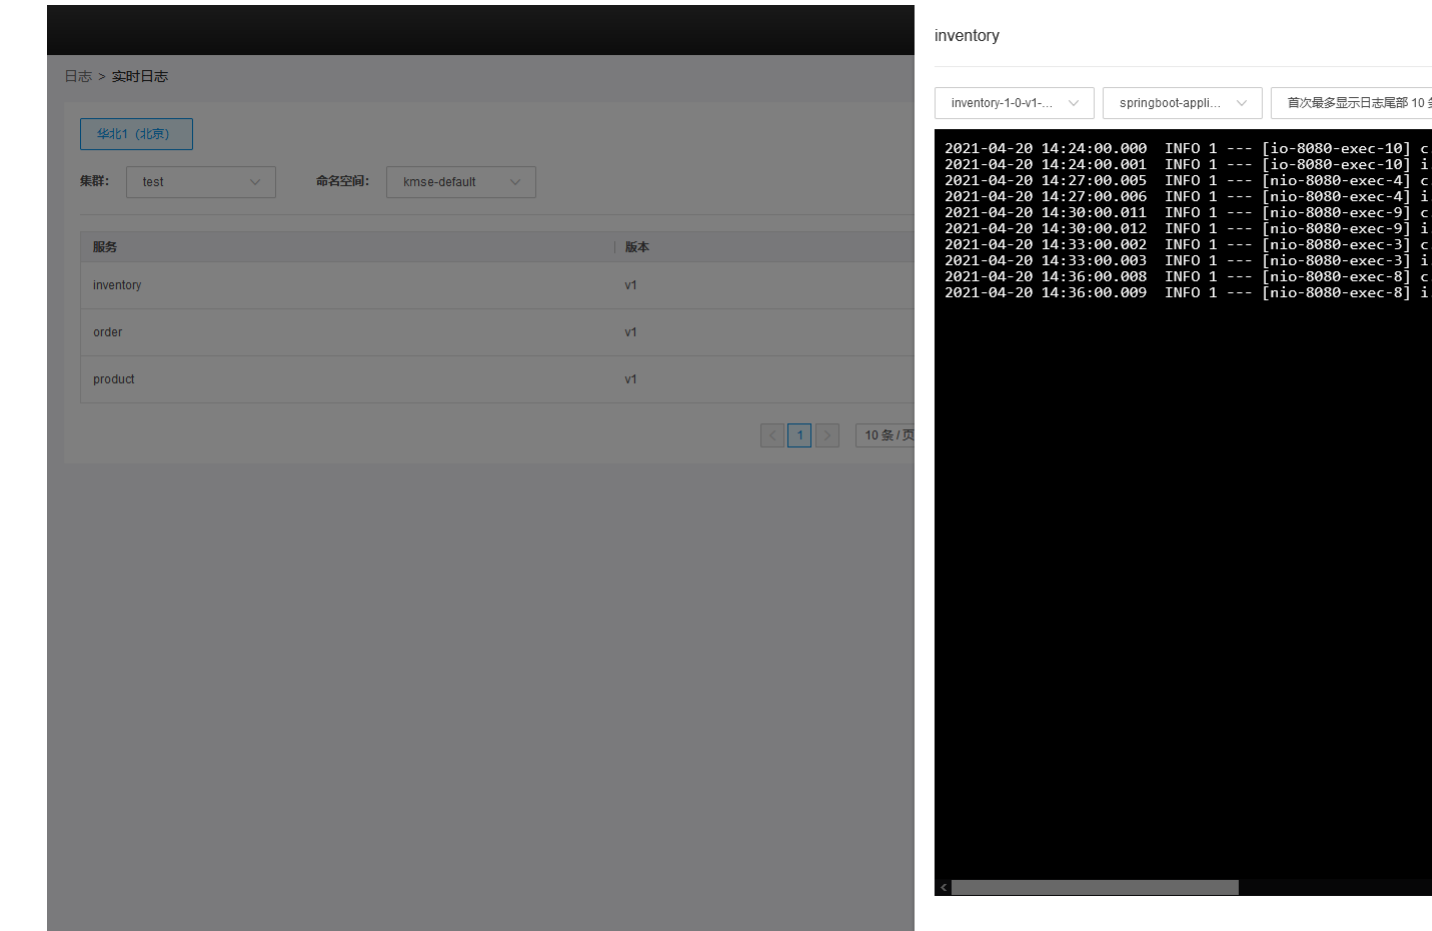 日志 > 实时日志
华北1（北京）
集群： test 命名空间： kmse-default
服务 版本
inventory v1
order v1
product v1
< 1 > 10 条 / 页
inventory
inventory-1-0-v1-... springboot-appli... 首次最多显示日志尾部 10
2021-04-20 14:24:00.000 INFO 1 --- [io-8080-exec-10] c
2021-04-20 14:24:00.001 INFO 1 --- [io-8080-exec-10] i
2021-04-20 14:27:00.005 INFO 1 --- [nio-8080-exec-4] c
2021-04-20 14:27:00.006 INFO 1 --- [nio-8080-exec-4] i
2021-04-20 14:30:00.011 INFO 1 --- [nio-8080-exec-9] c
2021-04-20 14:30:00.012 INFO 1 --- [nio-8080-exec-9] i
2021-04-20 14:33:00.002 INFO 1 --- [nio-8080-exec-3] c
2021-04-20 14:33:00.003 INFO 1 --- [nio-8080-exec-3] i
2021-04-20 14:36:00.008 INFO 1 --- [nio-8080-exec-8] c
2021-04-20 14:36:00.009 INFO 1 --- [nio-8080-exec-8] i